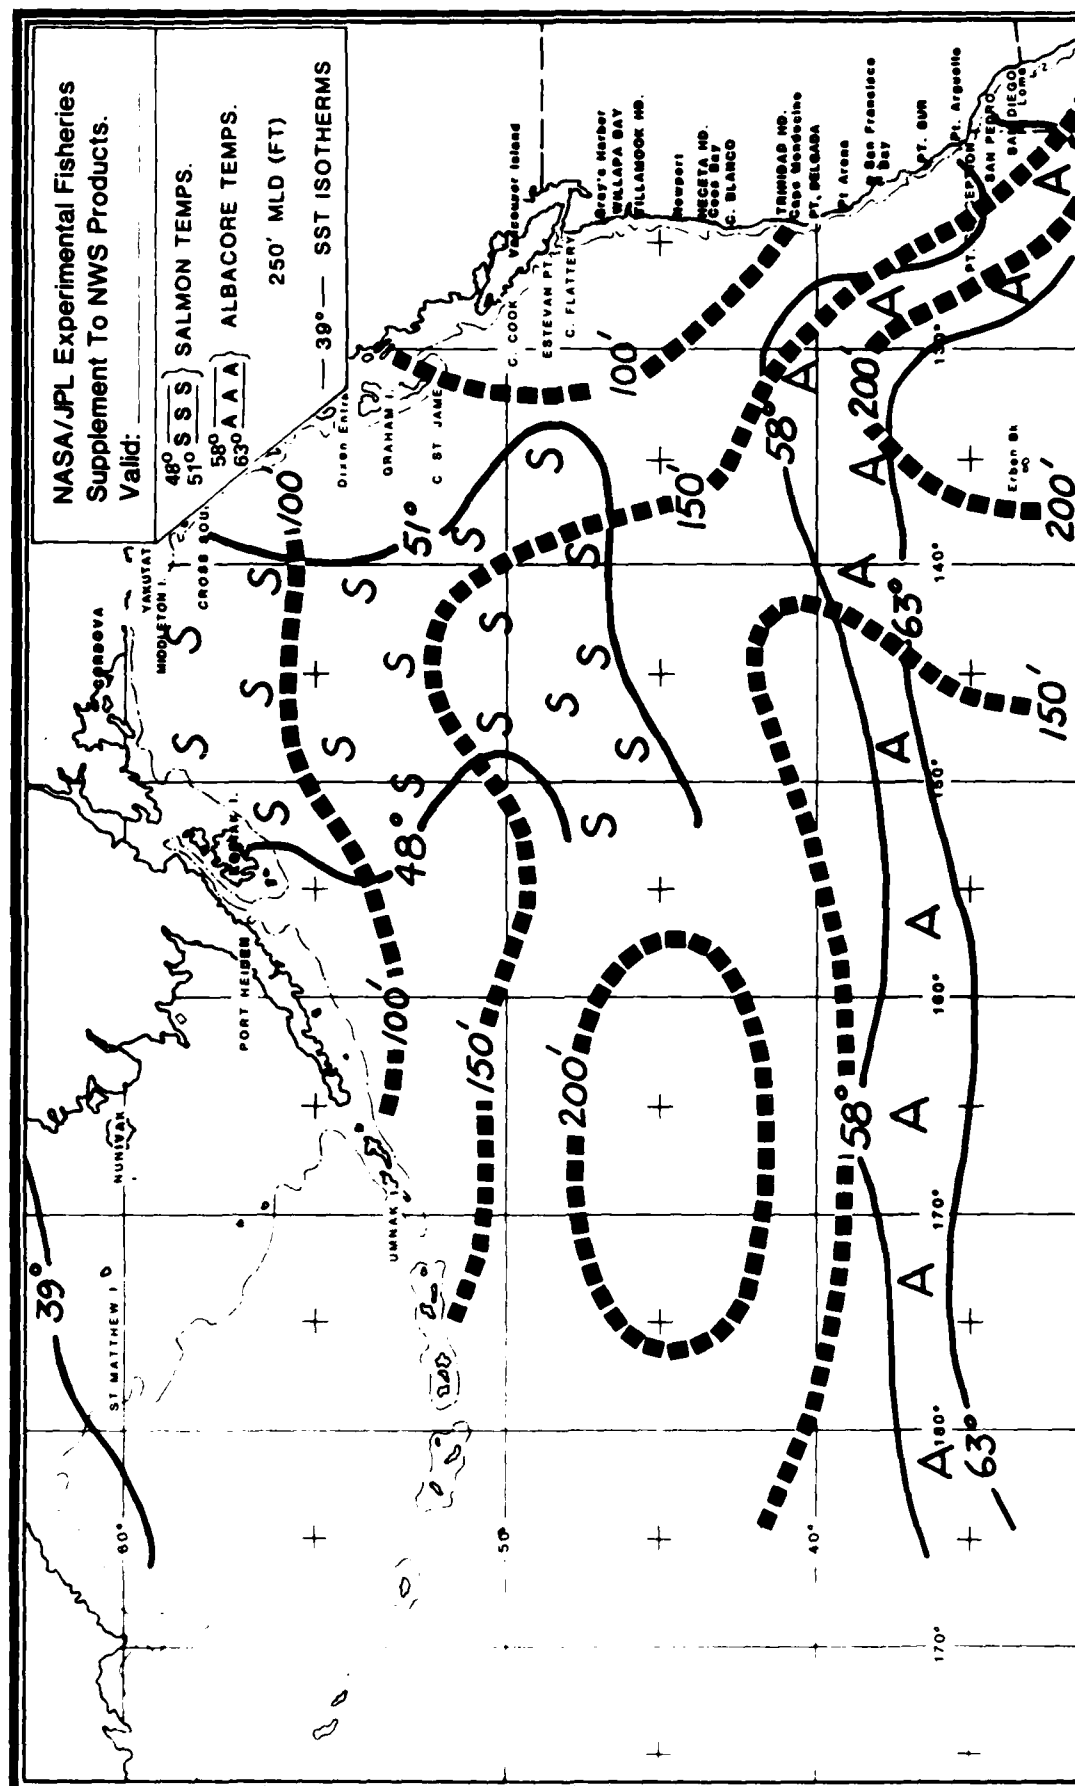 NASA/JPL Experimental Fisheries
Supplement To NWS Products.
Valid:
48° S S S } SALMON TEMPS.
51°
58° A A A } ALBACORE TEMPS.
63°
250' MLD (FT)
— 39° — SST ISOTHERMS
CORDOVA
YAKUTAT
MIDDLETON I.
CROSS SOU
Dixon Entra
GRAHAM I.
C ST JAME
C. COOK
Vancouver Island
ESTEVAN PT.
C. FLATTERY
Gray's Harbor
WILLAPA BAY
TILLAMOOK HD.
Newport
HECETA HD.
Coos Bay
C. BLANCO
TRINIDAD HD.
Cape Mendocino
PT. DELGADA
Pt Arena
San Francisco
Bay
PT. SUR
Pt. Arguello
SAN PEDRO
SAN DIEGO
Loma
Erben Bk
KODIAK I.
PORT HEIDEN
NUNIVAK
UMNAK I.
ST MATTHEW I
39°
48°
51°
58°
58°
63°
63°
100'
100'
100'
150'
150'
150'
200'
200'
200'
S S S S S S S S S S S S S S S S S S
A A A A A A A A A A A
60°
50°
40°
130°
140°
150°
160°
170°
180°
170°